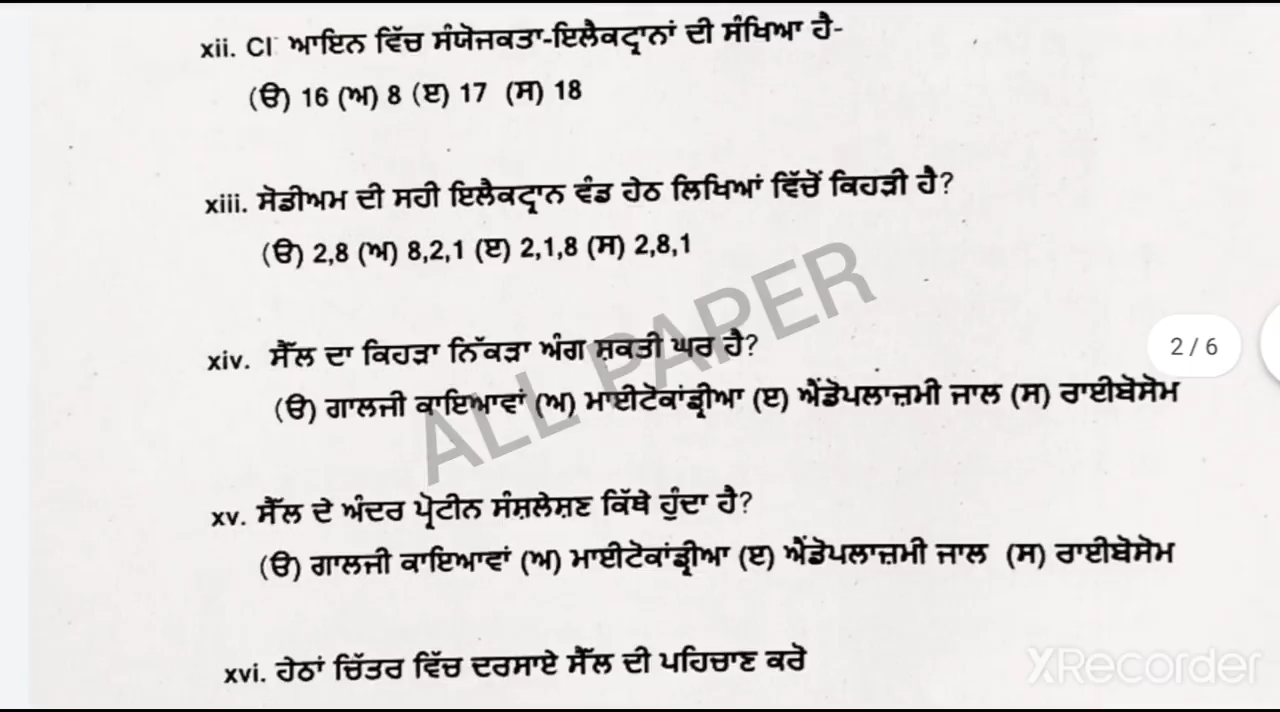 xii. Cl⁻ ਆਇਨ ਵਿੱਚ ਸੰਯੋਜਕਤਾ-ਇਲੈਕਟ੍ਰਾਨਾਂ ਦੀ ਸੰਖਿਆ ਹੈ-
(ੳ) 16 (ਅ) 8 (ੲ) 17 (ਸ) 18
xiii. ਸੋਡੀਅਮ ਦੀ ਸਹੀ ਇਲੈਕਟ੍ਰਾਨ ਵੰਡ ਹੇਠ ਲਿਖਿਆਂ ਵਿੱਚੋਂ ਕਿਹੜੀ ਹੈ?
(ੳ) 2,8 (ਅ) 8,2,1 (ੲ) 2,1,8 (ਸ) 2,8,1
ALL PAPER
xiv. ਸੈੱਲ ਦਾ ਕਿਹੜਾ ਨਿੱਕੜਾ ਅੰਗ ਸ਼ਕਤੀ ਘਰ ਹੈ?
2 / 6
(ੳ) ਗਾਲਜੀ ਕਾਇਆਵਾਂ (ਅ) ਮਾਈਟੋਕਾਂਡ੍ਰੀਆ (ੲ) ਐਂਡੋਪਲਾਜ਼ਮੀ ਜਾਲ (ਸ) ਰਾਈਬੋਸੋਮ
xv. ਸੈੱਲ ਦੇ ਅੰਦਰ ਪ੍ਰੋਟੀਨ ਸੰਸ਼ਲੇਸ਼ਣ ਕਿੱਥੇ ਹੁੰਦਾ ਹੈ?
(ੳ) ਗਾਲਜੀ ਕਾਇਆਵਾਂ (ਅ) ਮਾਈਟੋਕਾਂਡ੍ਰੀਆ (ੲ) ਐਂਡੋਪਲਾਜ਼ਮੀ ਜਾਲ (ਸ) ਰਾਈਬੋਸੋਮ
xvi. ਹੇਠਾਂ ਚਿੱਤਰ ਵਿੱਚ ਦਰਸਾਏ ਸੈੱਲ ਦੀ ਪਹਿਚਾਣ ਕਰੋ
XRecorder